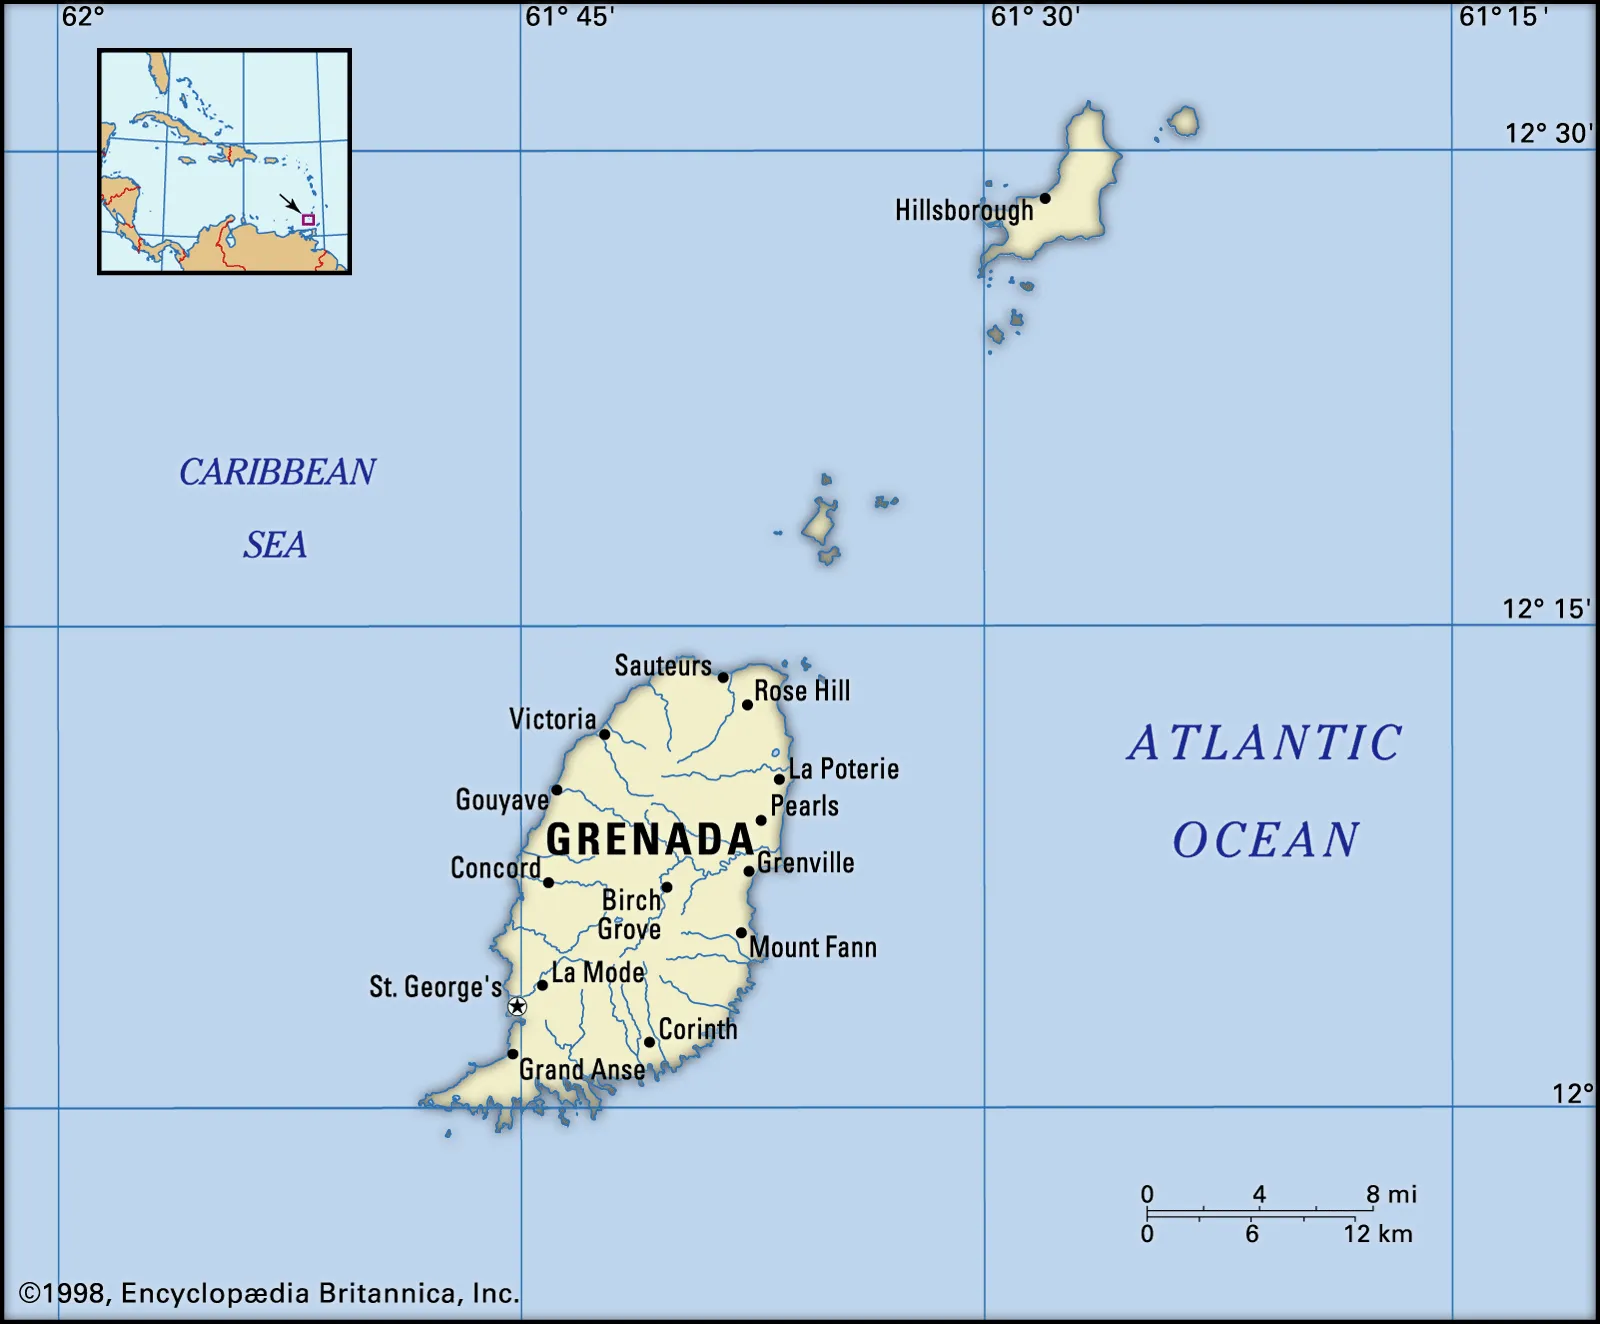 62°
61° 45'
61° 30'
61° 15'
12° 30'
Hillsborough
CARIBBEAN
SEA
12° 15'
Sauteurs
Rose Hill
Victoria
ATLANTIC
OCEAN
La Poterie
Gouyave
Pearls
GRENADA
Concord
Grenville
Birch
Grove
Mount Fann
La Mode
St. George's
Corinth
Grand Anse
12°
0 4 8 mi
0 6 12 km
©1998, Encyclopædia Britannica, Inc.